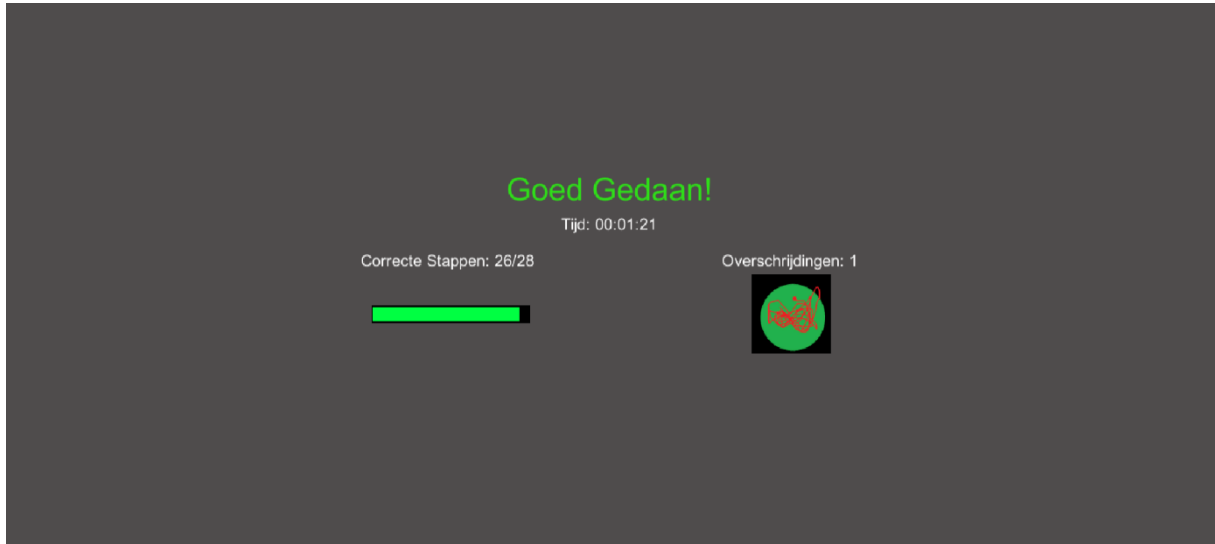 Goed Gedaan!
Tijd: 00:01:21
Correcte Stappen: 26/28
Overschrijdingen: 1